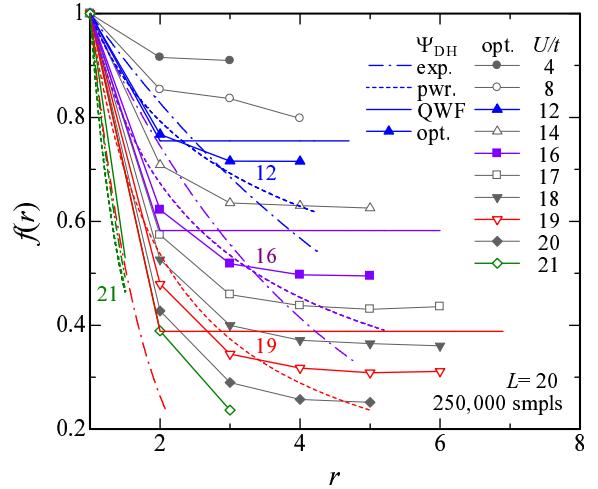 Ψ_DH opt. U/t
exp. 4
pwr. 8
QWF 12
opt. 14
16
17
18
19
20
21
1
0.8
0.6
0.4
0.2
f(r)
12
16
19
21
L= 20
250,000 smpls
2 4 6 8
r